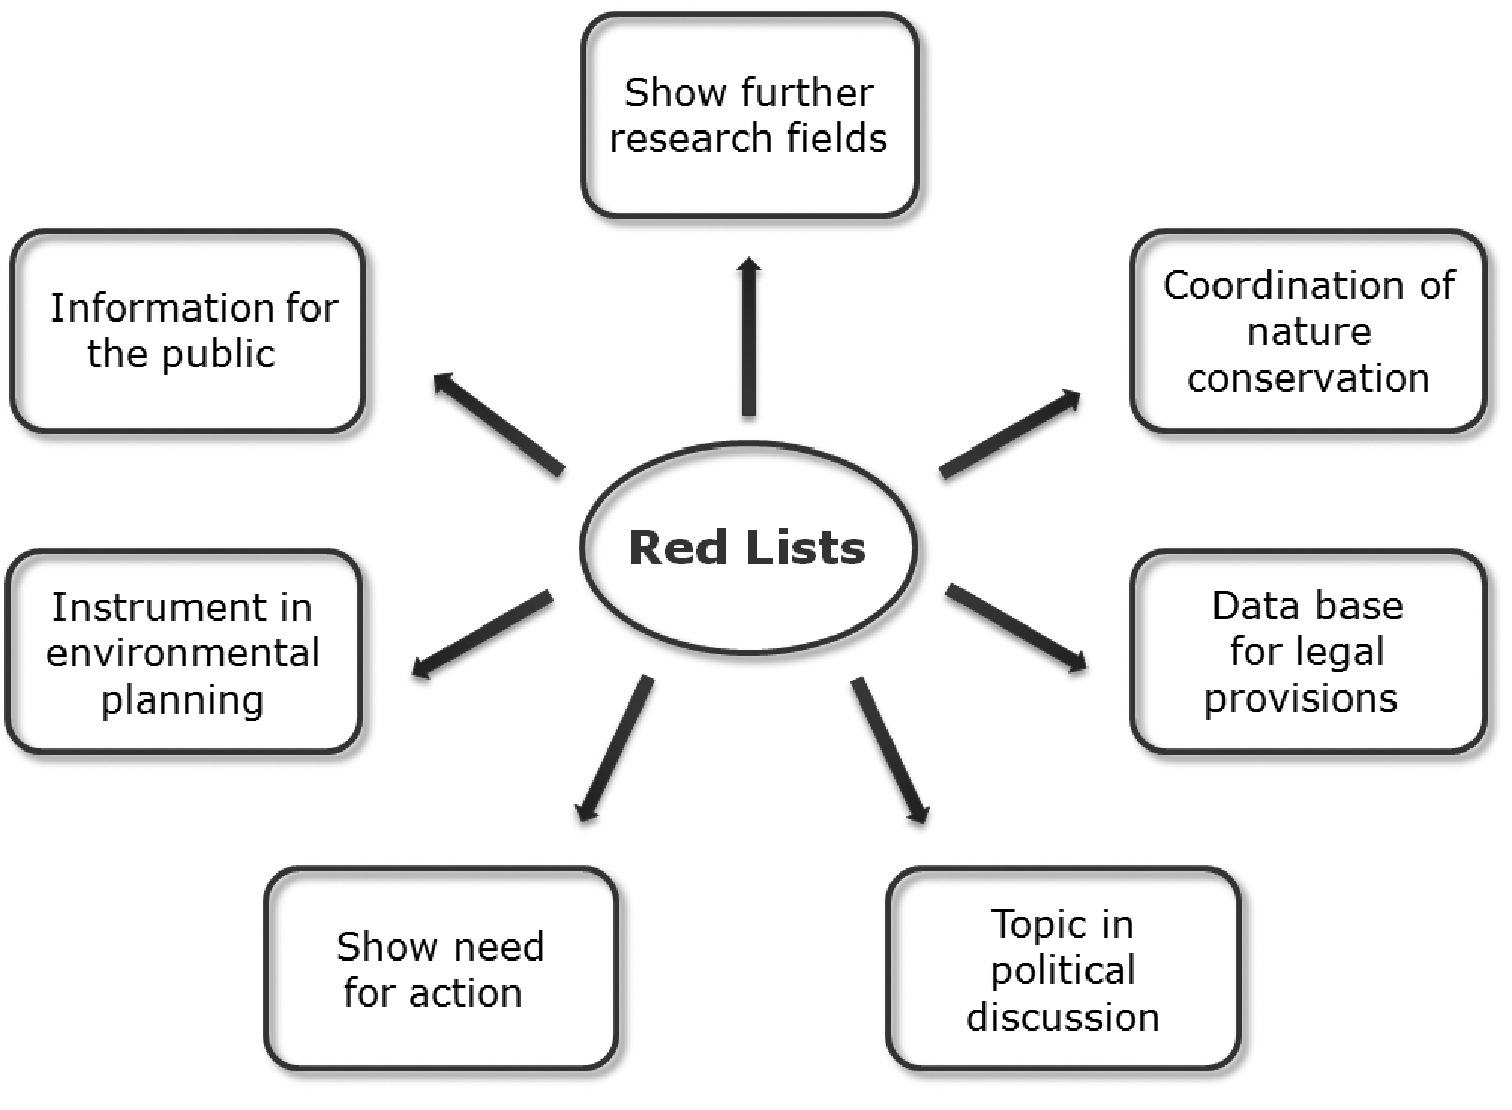 Show further
research fields
Information for
the public
Coordination of
nature
conservation
Red Lists
Instrument in
environmental
planning
Data base
for legal
provisions
Show need
for action
Topic in
political
discussion